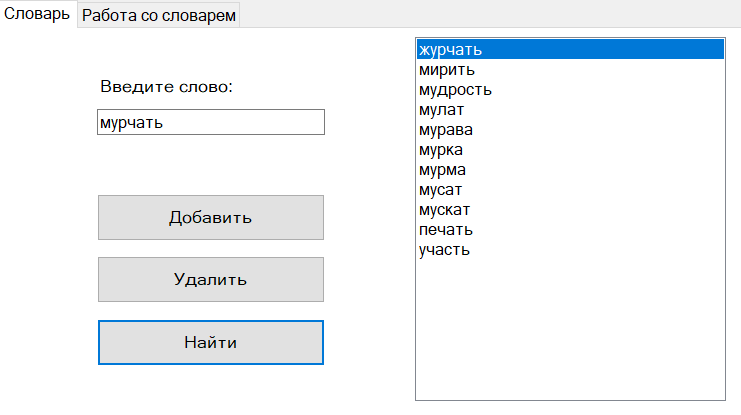 Словарь
Работа со словарем
Введите слово:
мурчать
Добавить
Удалить
Найти
журчать
мирить
мудрость
мулат
мурава
мурка
мурма
мусат
мускат
печать
участь